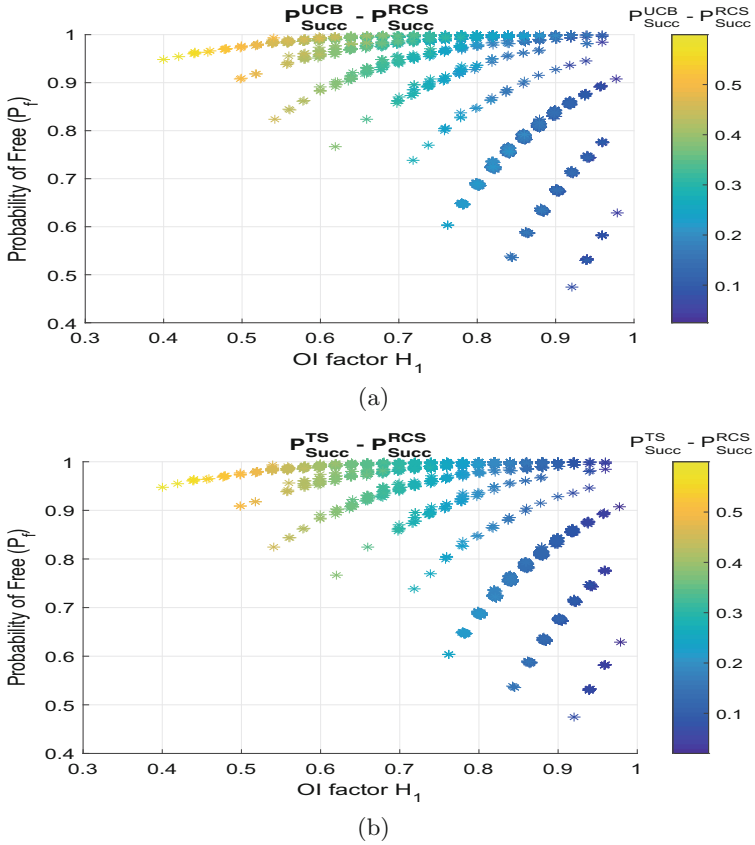 P^UCB_Succ - P^RCS_Succ
P^UCB_Succ - P^RCS_Succ
Probability of Free (P_f)
1
0.9
0.8
0.7
0.6
0.5
0.4
0.3 0.4 0.5 0.6 0.7 0.8 0.9 1
OI factor H_1
0.5
0.4
0.3
0.2
0.1
(a)
P^TS_Succ - P^RCS_Succ
P^TS_Succ - P^RCS_Succ
Probability of Free (P_f)
1
0.9
0.8
0.7
0.6
0.5
0.4
0.3 0.4 0.5 0.6 0.7 0.8 0.9 1
OI factor H_1
0.5
0.4
0.3
0.2
0.1
(b)